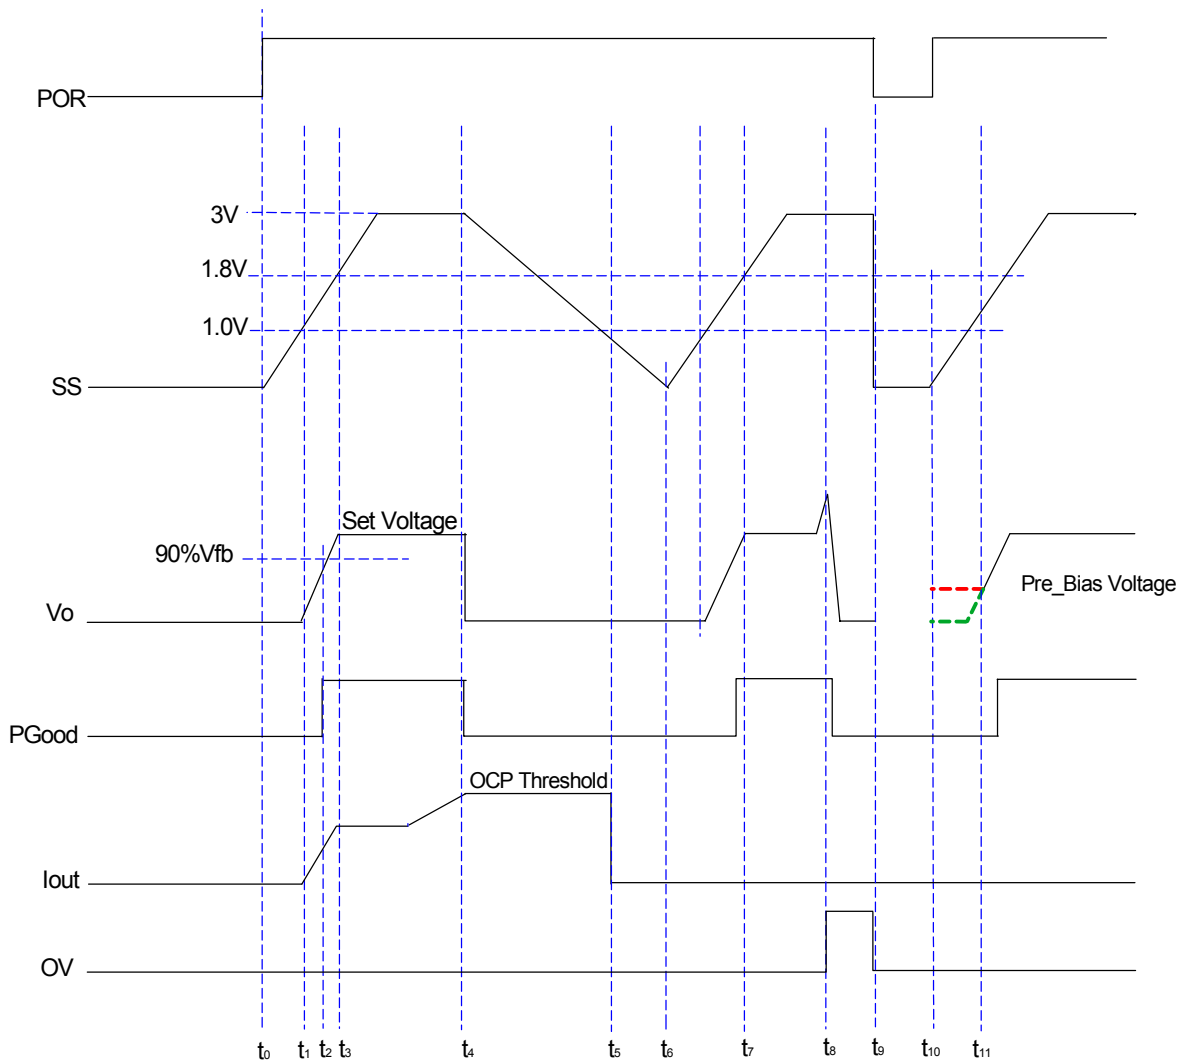 POR
3V
1.8V
1.0V
SS
Set Voltage
90%Vfb
Pre_Bias Voltage
Vo
PGood
OCP Threshold
Iout
OV
t0 t1 t2 t3 t4 t5 t6 t7 t8 t9 t10 t11